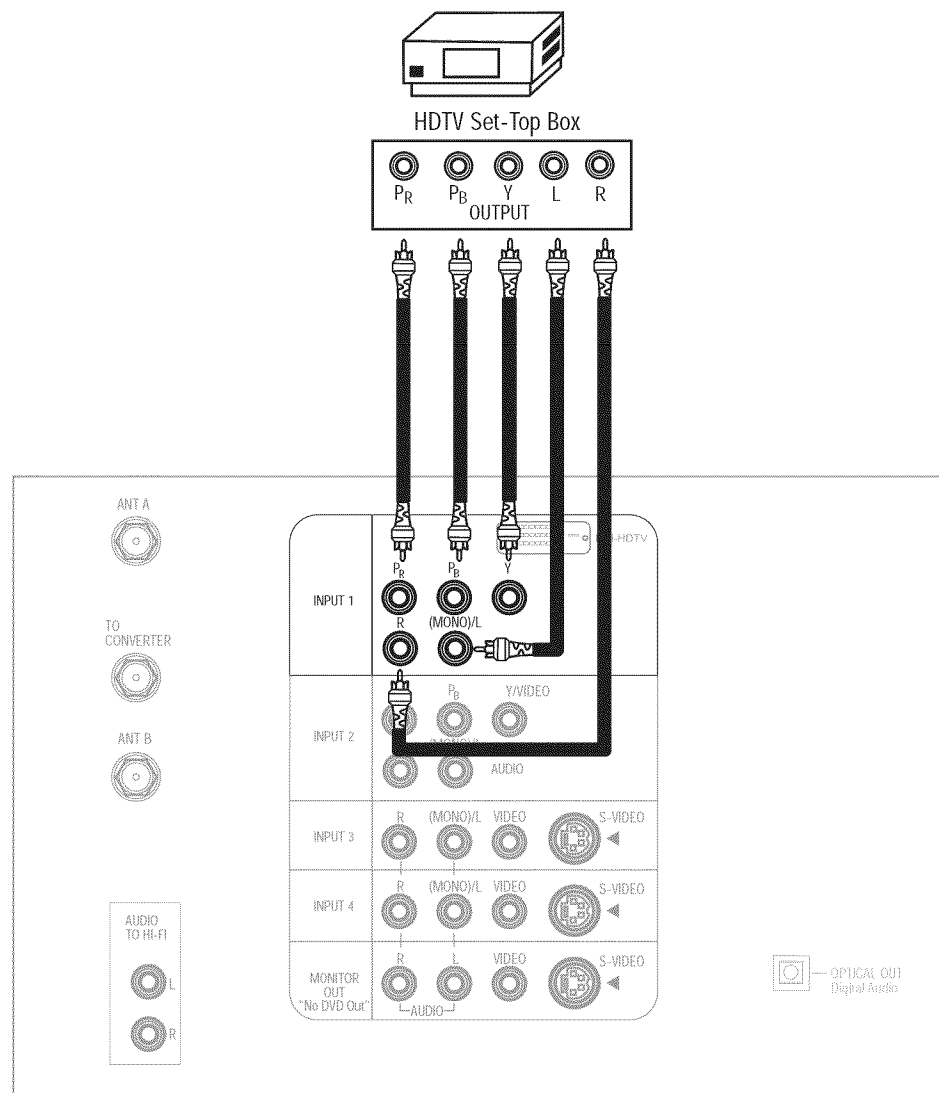 HDTV Set-Top Box
PR PB Y L R
OUTPUT
ANT A
TO
CONVERTER
ANT B
AUDIO
TO HI-FI
L
R
-HDTV
INPUT 1
PR PB Y
R (MONO)/L
INPUT 2
PB Y/VIDEO
AUDIO
INPUT 3
R (MONO)/L VIDEO S-VIDEO
INPUT 4
R (MONO)/L VIDEO S-VIDEO
MONITOR
OUT
"No DVD Out"
R L VIDEO S-VIDEO
AUDIO
OPTICAL OUT
Digital Audio